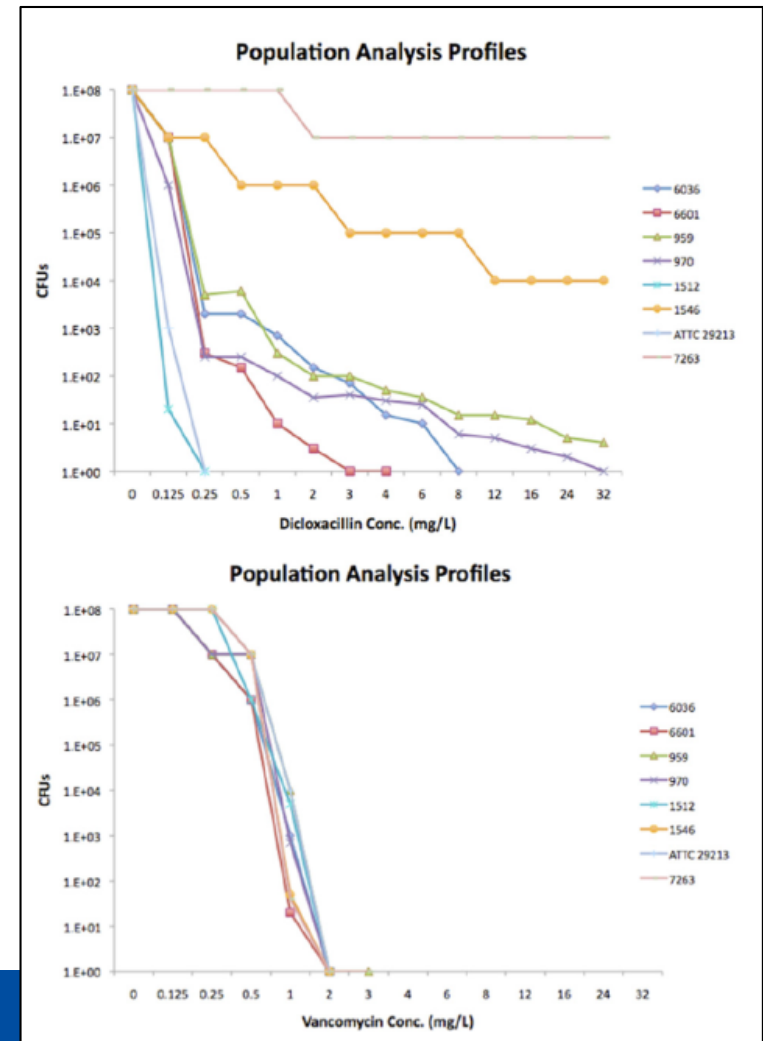 Population Analysis Profiles
1.E+08
1.E+07
1.E+06
1.E+05
1.E+04
1.E+03
1.E+02
1.E+01
1.E+00
CFUs
0 0.125 0.25 0.5 1 2 3 4 6 8 12 16 24 32
Dicloxacillin Conc. (mg/L)
6036
6601
959
970
1512
1546
ATTC 29213
7263
Population Analysis Profiles
1.E+08
1.E+07
1.E+06
1.E+05
1.E+04
1.E+03
1.E+02
1.E+01
1.E+00
CFUs
0 0.125 0.25 0.5 1 2 3 4 6 8 12 16 24 32
Vancomycin Conc. (mg/L)
6036
6601
959
970
1512
1546
ATTC 29213
7263